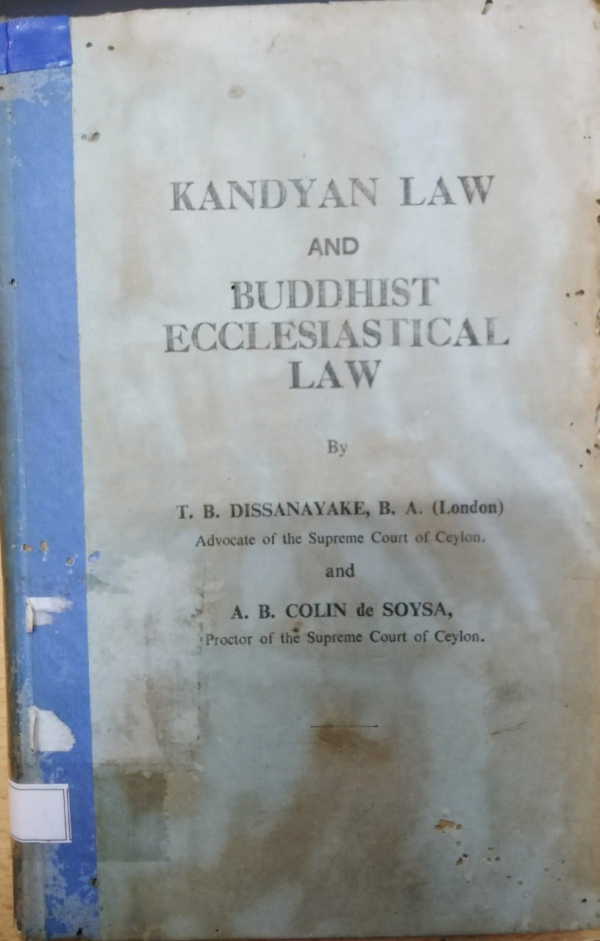 KANDYAN LAW
AND
BUDDHIST
ECCLESIASTICAL
LAW
By
T. B. DISSANAYAKE, B. A. (London)
Advocate of the Supreme Court of Ceylon.
and
A. B. COLIN de SOYSA,
Proctor of the Supreme Court of Ceylon.